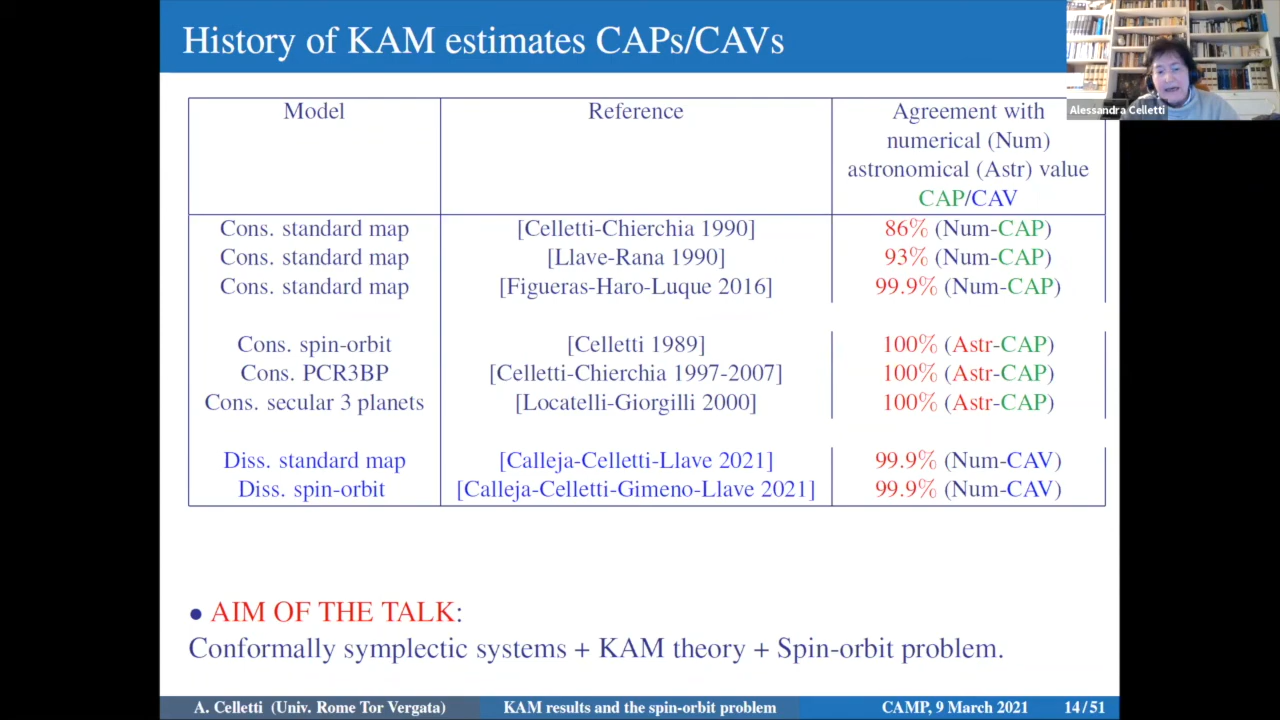 History of KAM estimates CAPs/CAVs
Alessandra Celletti
Model Reference Agreement with
numerical (Num)
astronomical (Astr) value
CAP/CAV
Cons. standard map [Celletti-Chierchia 1990] 86% (Num-CAP)
Cons. standard map [Llave-Rana 1990] 93% (Num-CAP)
Cons. standard map [Figueras-Haro-Luque 2016] 99.9% (Num-CAP)
Cons. spin-orbit [Celletti 1989] 100% (Astr-CAP)
Cons. PCR3BP [Celletti-Chierchia 1997-2007] 100% (Astr-CAP)
Cons. secular 3 planets [Locatelli-Giorgilli 2000] 100% (Astr-CAP)
Diss. standard map [Calleja-Celletti-Llave 2021] 99.9% (Num-CAV)
Diss. spin-orbit [Calleja-Celletti-Gimeno-Llave 2021] 99.9% (Num-CAV)
• AIM OF THE TALK:
Conformally symplectic systems + KAM theory + Spin-orbit problem.
A. Celletti (Univ. Rome Tor Vergata) KAM results and the spin-orbit problem CAMP, 9 March 2021 14 / 51